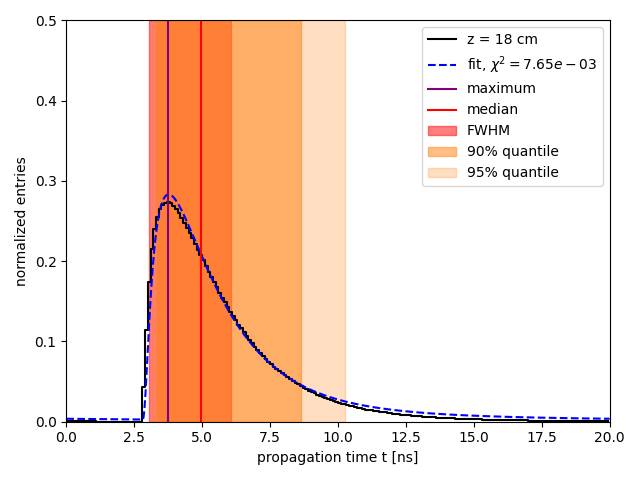 0.5
0.4
0.3
0.2
0.1
0.0
normalized entries
0.0 2.5 5.0 7.5 10.0 12.5 15.0 17.5 20.0
propagation time t [ns]
z = 18 cm
fit, χ² = 7.65e − 03
maximum
median
FWHM
90% quantile
95% quantile